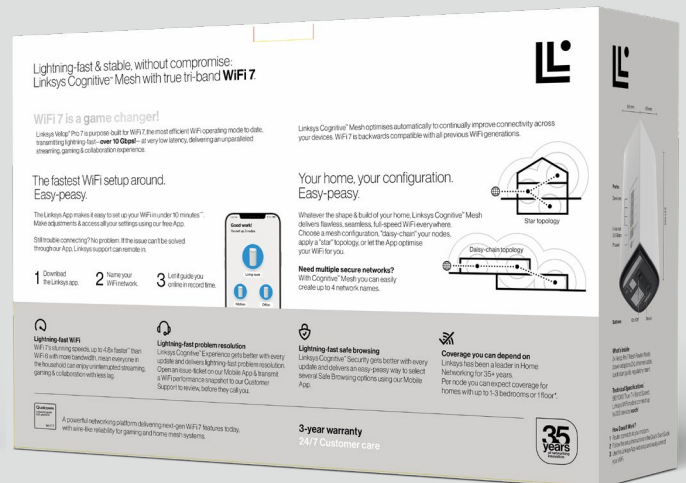 Lightning-fast & stable, without compromise:
Linksys Cognitive™ Mesh with true tri-band WiFi 7.
WiFi 7 is a game changer!
Linksys Velop® Pro 7 is purpose-built for WiFi 7, the most efficient WiFi operating mode to date,
transmitting lightning-fast—over 10 Gbps!—at very low latency, delivering an unparalleled
streaming, gaming & collaboration experience.
Linksys Cognitive™ Mesh optimises automatically to continually improve connectivity across
your devices. WiFi 7 is backwards compatible with all previous WiFi generations.
The fastest WiFi setup around.
Easy-peasy.
The Linksys App makes it easy to set up your WiFi in under 10 minutes**.
Make adjustments & access all your settings using our free App.
Still trouble connecting? No problem. If the issue can't be solved
through our App, Linksys support can remote in.
1 Download
the Linksys app.
2 Name your
WiFi network.
3 Let it guide you
online in record time.
Good work!
Living room
Your home, your configuration.
Easy-peasy.
Whatever the shape & build of your home, Linksys Cognitive™ Mesh
delivers flawless, seamless, full-speed WiFi everywhere.
Choose a mesh configuration, "daisy-chain" your nodes,
apply a "star" topology, or let the App optimise
your WiFi for you.
Need multiple secure networks?
With Cognitive™ Mesh you can easily
create up to 4 network names.
Star topology
Daisy-chain topology
Lightning-fast WiFi
WiFi 7's stunning speeds, up to 4.8x faster™ than
WiFi 6 with more bandwidth, mean everyone in
the household can enjoy uninterrupted streaming,
gaming & collaboration with less lag.
Lightning-fast problem resolution
Linksys Cognitive™ Experience gets better with every
update and delivers lightning-fast problem resolution.
Open an issue-ticket on our Mobile App & transmit
a WiFi performance snapshot to our Customer
Support to review, before they call you.
Lightning-fast safe browsing
Linksys Cognitive™ Security gets better with every
update and delivers an easy-peasy way to select
several Safe Browsing options using our Mobile
App.
Coverage you can depend on
Linksys has been a leader in Home
Networking for 35+ years.
Per node you can expect coverage for
homes with up to 1-3 bedrooms or 1 floor*.
Qualcomm
A powerful networking platform delivering next-gen WiFi 7 features today,
with wire-like reliability for gaming and home mesh systems.
3-year warranty
24/7 Customer care
35
years
of networking
innovation
What's inside
Technical Specifications
How Does it Work?